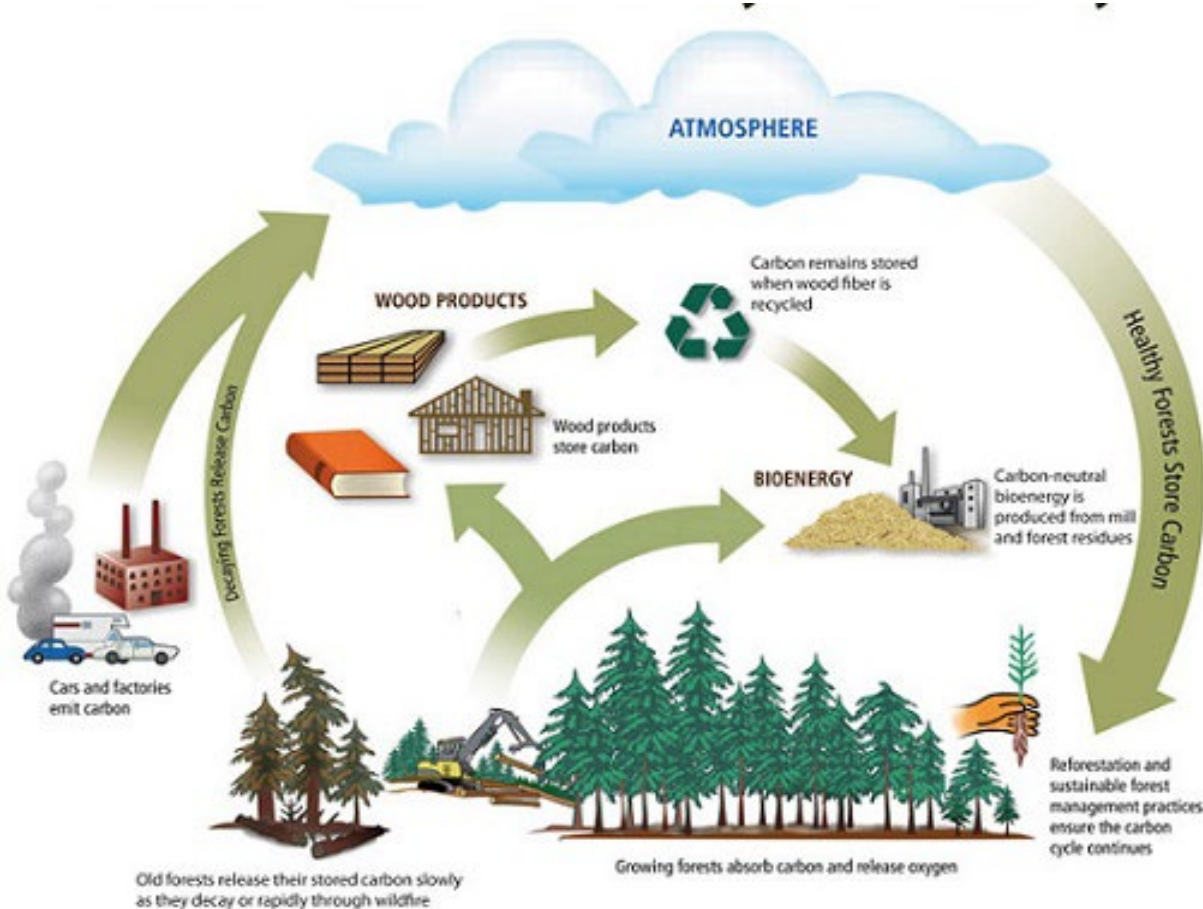 ATMOSPHERE
Carbon remains stored
when wood fiber is
recycled
WOOD PRODUCTS
Healthy Forests Store Carbon
Decaying Forests Release Carbon
Wood products
store carbon
BIOENERGY
Carbon-neutral
bioenergy is
produced from mill
and forest residues
Cars and factories
emit carbon
Reforestation and
sustainable forest
management practices
ensure the carbon
cycle continues
Growing forests absorb carbon and release oxygen
Old forests release their stored carbon slowly
as they decay or rapidly through wildfire